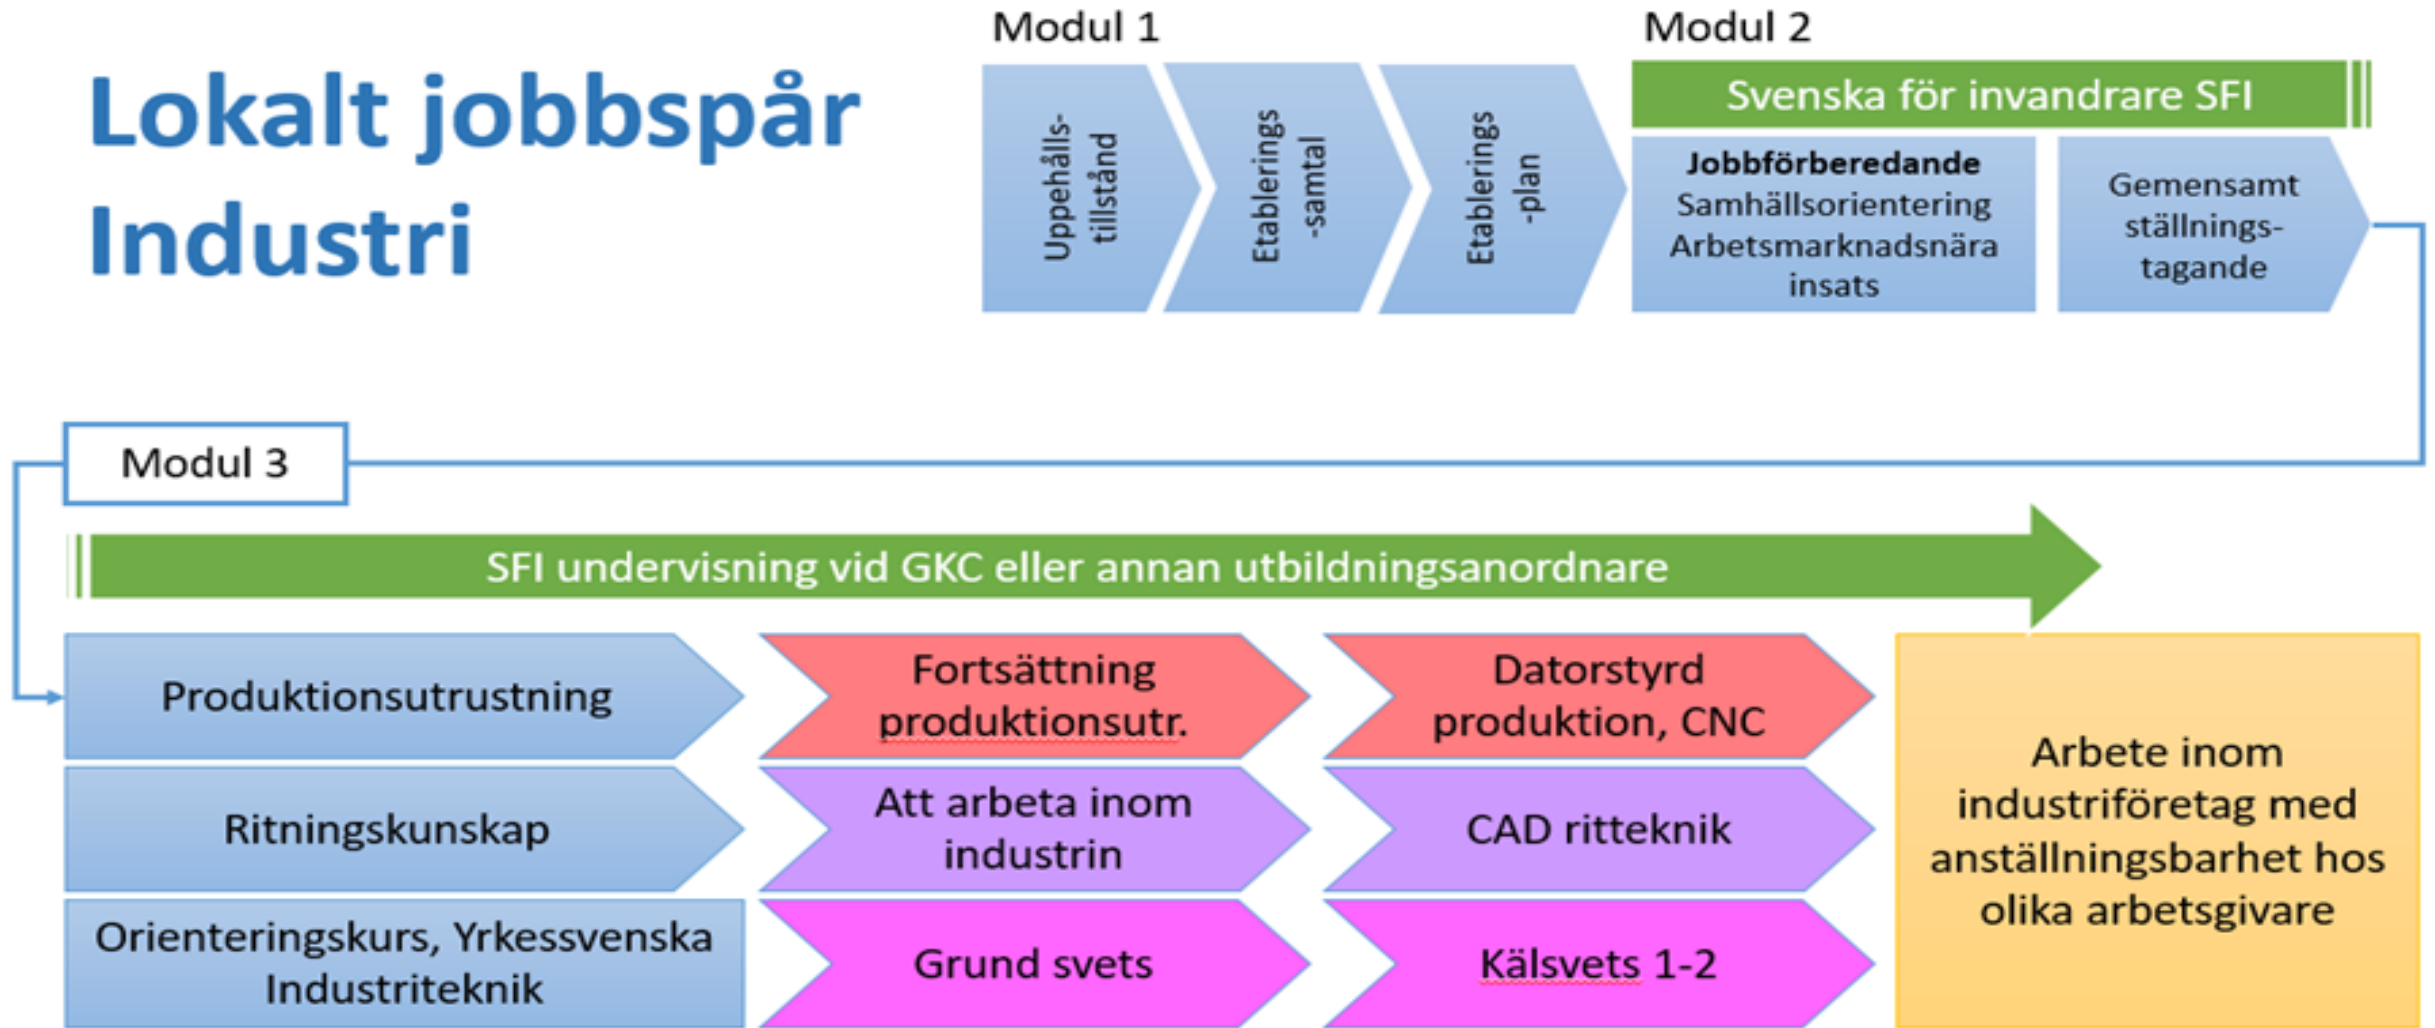 Lokalt jobbspår
Industri
Modul 1
Uppehålls-
tillstånd
Etablerings
-samtal
Etablerings
-plan
Modul 2
Svenska för invandrare SFI
Jobbförberedande
Samhällsorientering
Arbetsmarknadsnära
insats
Gemensamt
ställnings-
tagande
Modul 3
SFI undervisning vid GKC eller annan utbildningsanordnare
Produktionsutrustning
Fortsättning
produktionsutr.
Datorstyrd
produktion, CNC
Ritningskunskap
Att arbeta inom
industrin
CAD ritteknik
Orienteringskurs, Yrkessvenska
Industriteknik
Grund svets
Kälsvets 1-2
Arbete inom
industriföretag med
anställningsbarhet hos
olika arbetsgivare